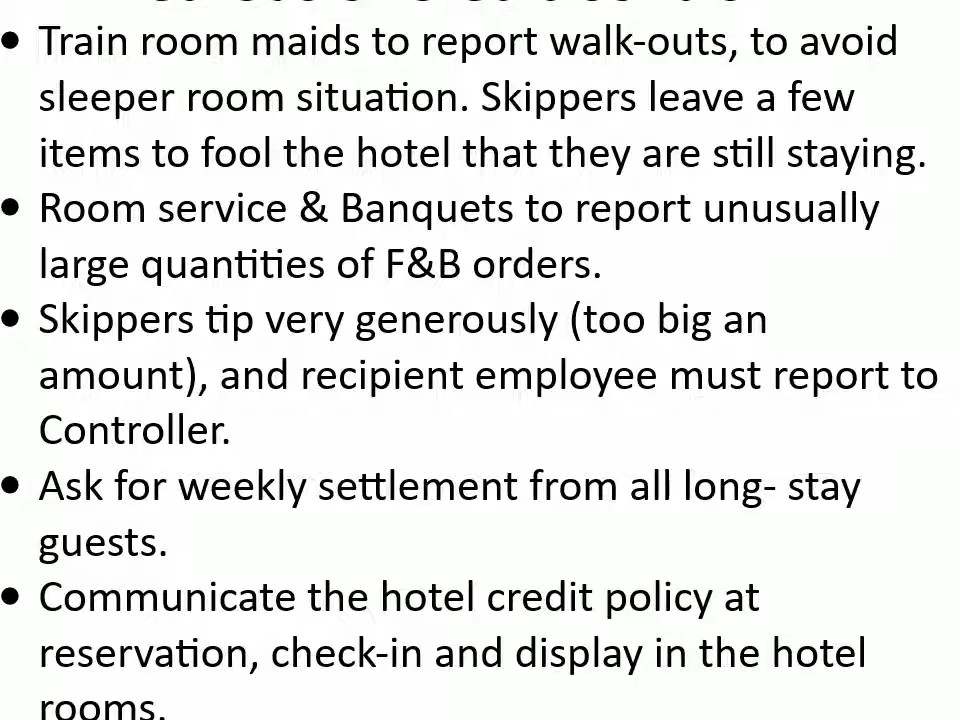 • Train room maids to report walk-outs, to avoid
sleeper room situation. Skippers leave a few
items to fool the hotel that they are still staying.
• Room service & Banquets to report unusually
large quantities of F&B orders.
• Skippers tip very generously (too big an
amount), and recipient employee must report to
Controller.
• Ask for weekly settlement from all long- stay
guests.
• Communicate the hotel credit policy at
reservation, check-in and display in the hotel
rooms.